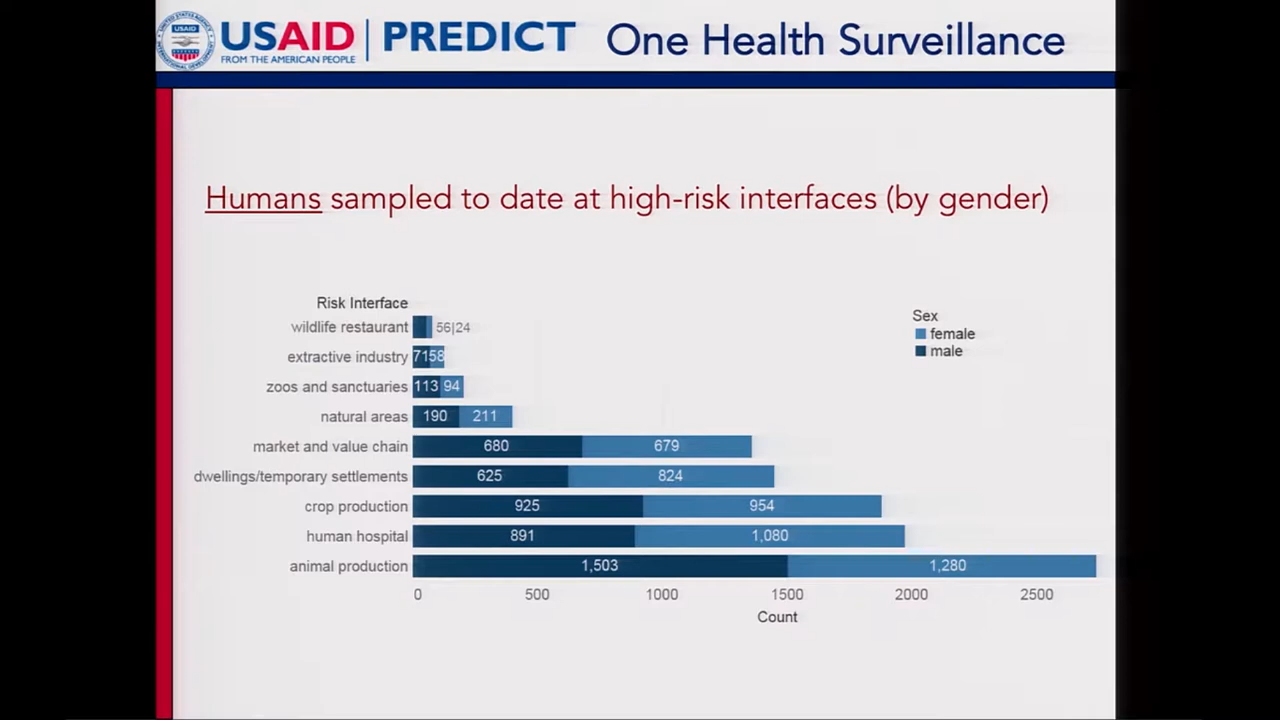 USAID PREDICT One Health Surveillance
FROM THE AMERICAN PEOPLE
Humans sampled to date at high-risk interfaces (by gender)
Risk Interface
Sex
female
male
wildlife restaurant 56|24
extractive industry 7158
zoos and sanctuaries 113 94
natural areas 190 211
market and value chain 680 679
dwellings/temporary settlements 625 824
crop production 925 954
human hospital 891 1,080
animal production 1,503 1,280
0 500 1000 1500 2000 2500
Count